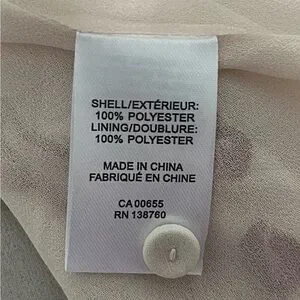 SHELL/EXTÉRIEUR:
100% POLYESTER
LINING/DOUBLURE:
100% POLYESTER
MADE IN CHINA
FABRIQUÉ EN CHINE
CA 00655
RN 138760